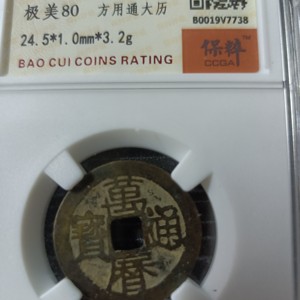 极美80 方用通大历
80019V7738
24.5*1.0mm*3.2g
保粹
CCGA
BAO CUI COINS RATING
萬曆通寶